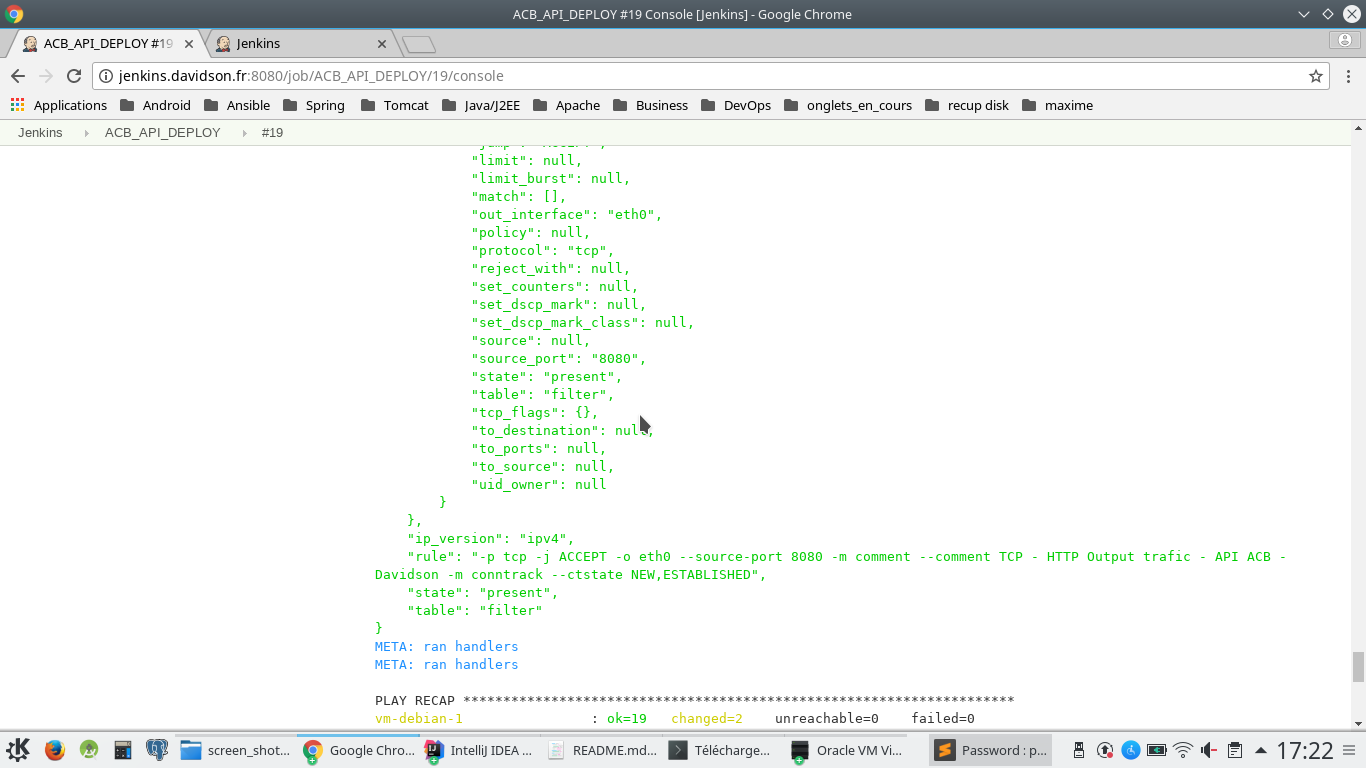 ACB_API_DEPLOY #19 Console [Jenkins] - Google Chrome
ACB_API_DEPLOY #19
Jenkins
jenkins.davidson.fr:8080/job/ACB_API_DEPLOY/19/console
Applications Android Ansible Spring Tomcat Java/J2EE Apache Business DevOps onglets_en_cours recup disk maxime
Jenkins ACB_API_DEPLOY #19
"limit": null,
"limit_burst": null,
"match": [],
"out_interface": "eth0",
"policy": null,
"protocol": "tcp",
"reject_with": null,
"set_counters": null,
"set_dscp_mark": null,
"set_dscp_mark_class": null,
"source": null,
"source_port": "8080",
"state": "present",
"table": "filter",
"tcp_flags": {},
"to_destination": null,
"to_ports": null,
"to_source": null,
"uid_owner": null
}
},
"ip_version": "ipv4",
"rule": "-p tcp -j ACCEPT -o eth0 --source-port 8080 -m comment --comment TCP - HTTP Output trafic - API ACB -
Davidson -m conntrack --ctstate NEW,ESTABLISHED",
"state": "present",
"table": "filter"
}
META: ran handlers
META: ran handlers
PLAY RECAP *********************************************************************
vm-debian-1 : ok=19 changed=2 unreachable=0 failed=0
screen_shot... Google Chro... IntelliJ IDEA ... README.md... Télécharge... Oracle VM Vi... Password : p... 17:22